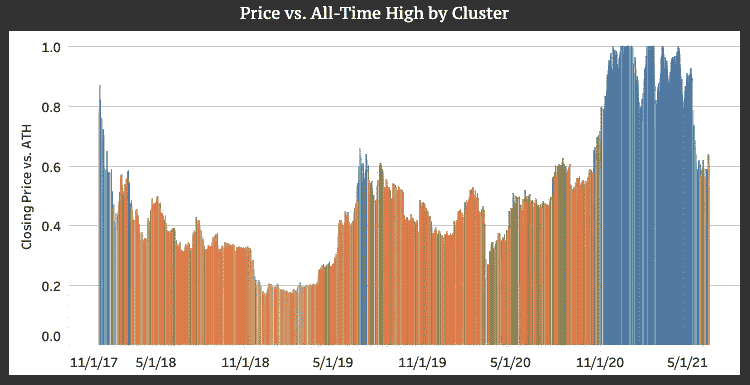 Price vs. All-Time High by Cluster
1.0
0.8
0.6
0.4
0.2
0.0
Closing Price vs. ATH
11/1/17 5/1/18 11/1/18 5/1/19 11/1/19 5/1/20 11/1/20 5/1/21